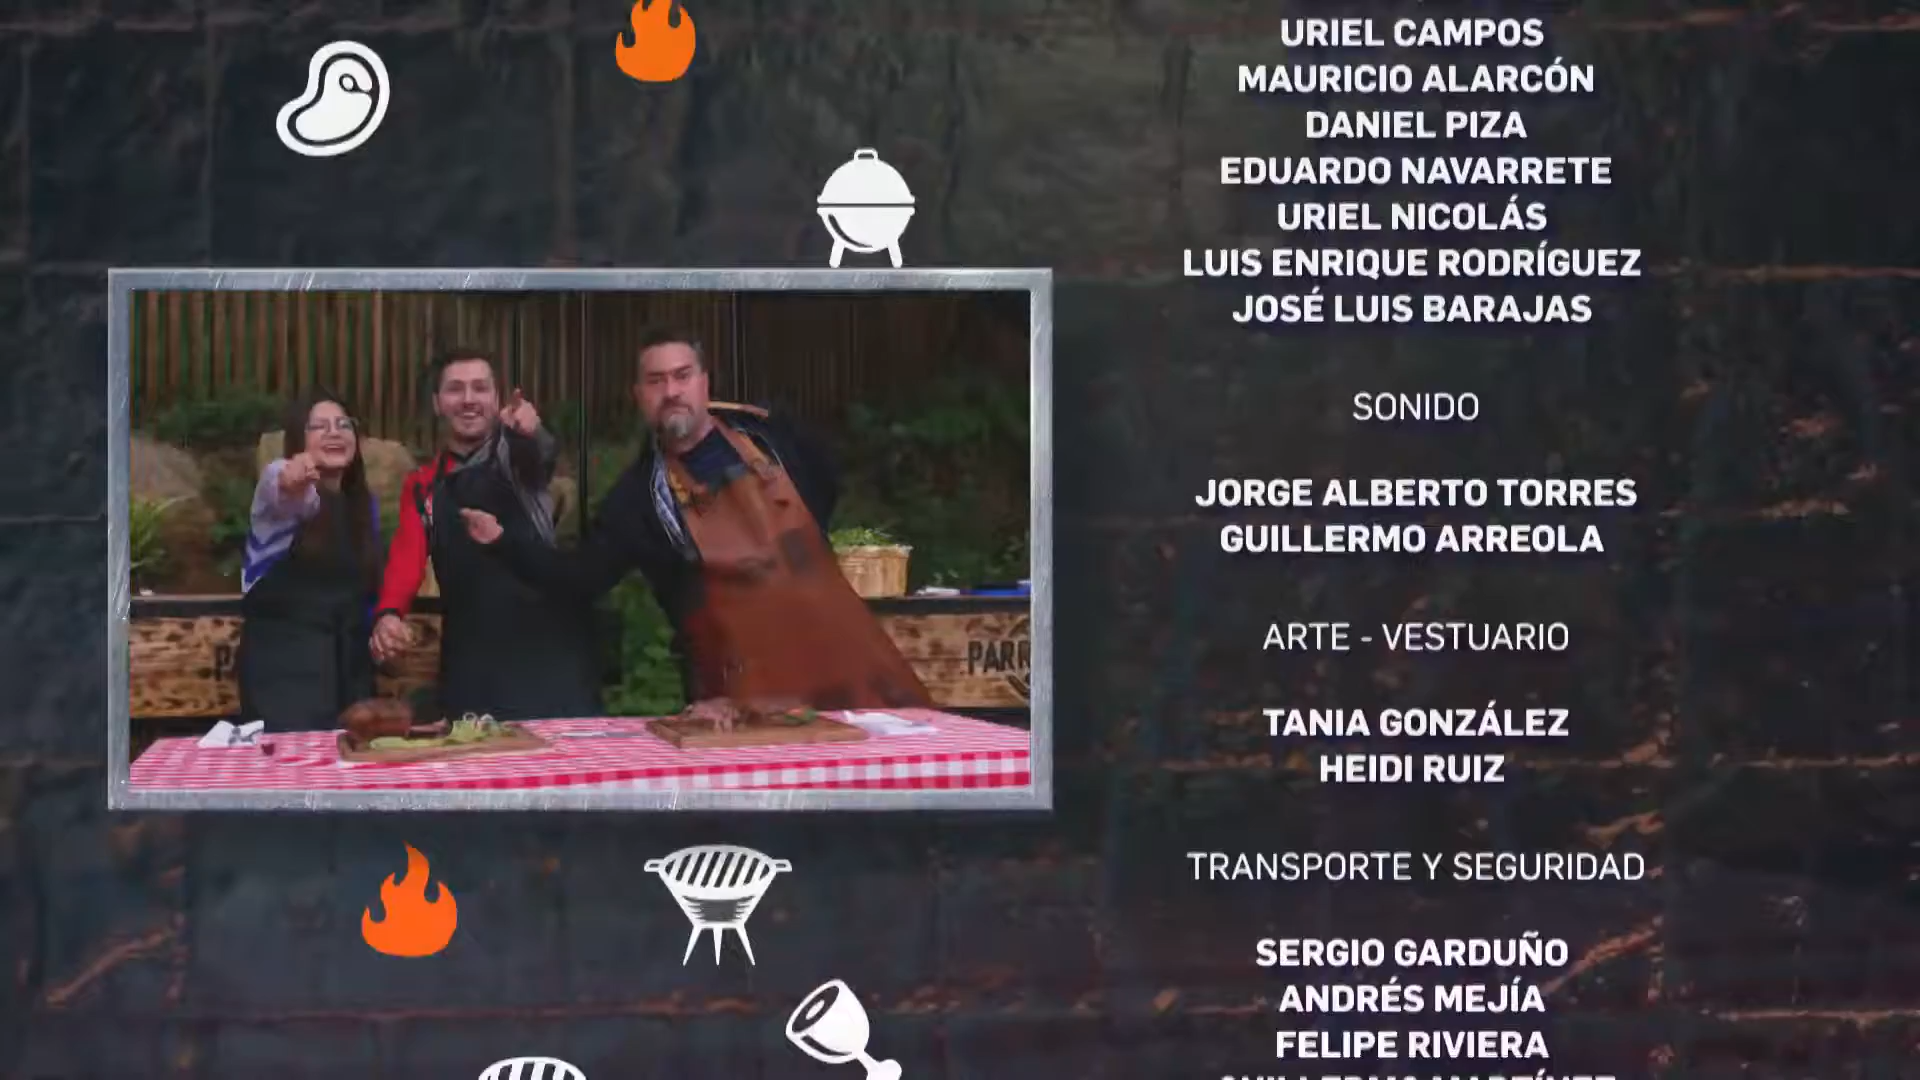 URIEL CAMPOS
MAURICIO ALARCÓN
DANIEL PIZA
EDUARDO NAVARRETE
URIEL NICOLÁS
LUIS ENRIQUE RODRÍGUEZ
JOSÉ LUIS BARAJAS
SONIDO
JORGE ALBERTO TORRES
GUILLERMO ARREOLA
ARTE - VESTUARIO
TANIA GONZÁLEZ
HEIDI RUIZ
TRANSPORTE Y SEGURIDAD
SERGIO GARDUÑO
ANDRÉS MEJÍA
FELIPE RIVIERA